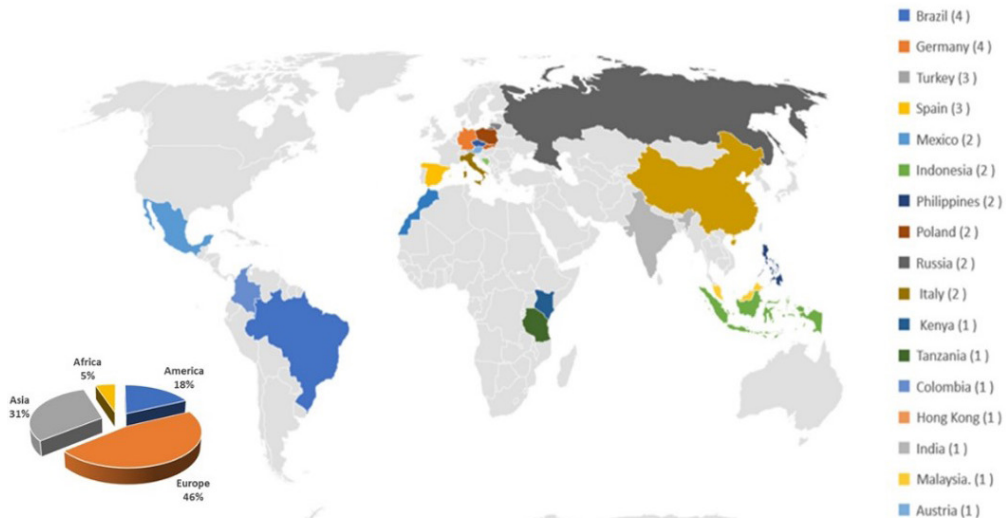 Brazil (4)
Germany (4)
Turkey (3)
Spain (3)
Mexico (2)
Indonesia (2)
Philippines (2)
Poland (2)
Russia (2)
Italy (2)
Kenya (1)
Tanzania (1)
Colombia (1)
Hong Kong (1)
India (1)
Malaysia. (1)
Austria (1)
Africa
5%
America
18%
Asia
31%
Europe
46%